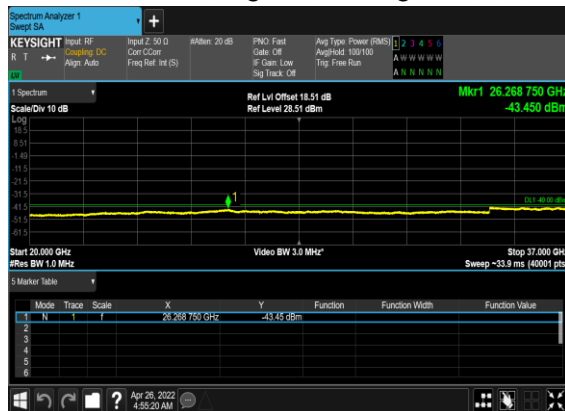 Spectrum Analyzer 1
Swept SA
+
KEYSIGHT Input: RF Input Z: 50 Ω #Atten: 20 dB PNO: Fast Avg Type: Power (RMS) 1 2 3 4 5 6
R T Coupling: DC Corr CCorr Gate: Off Avg|Hold: 100/100 A W W W W W
Align: Auto Freq Ref: Int (S) IF Gain: Low Trig: Free Run
Sig Track: Off A N N N N N
LW
1 Spectrum Ref Lvl Offset 18.51 dB Mkr1 26.268 750 GHz
Scale/Div 10 dB Ref Level 28.51 dBm -43.450 dBm
Log
18.5
8.51
-1.49
-11.5
-21.5
-31.5
1
DL1 -40.00 dBm
-41.5
-51.5
-61.5
Start 20.000 GHz Video BW 3.0 MHz* Stop 37.000 GHz
#Res BW 1.0 MHz Sweep ~33.9 ms (40001 pts)
5 Marker Table
Mode Trace Scale X Y Function Function Width Function Value
1 N 1 f 26.268 750 GHz -43.45 dBm
2
3
4
5
6
? Apr 26, 2022
4:55:20 AM